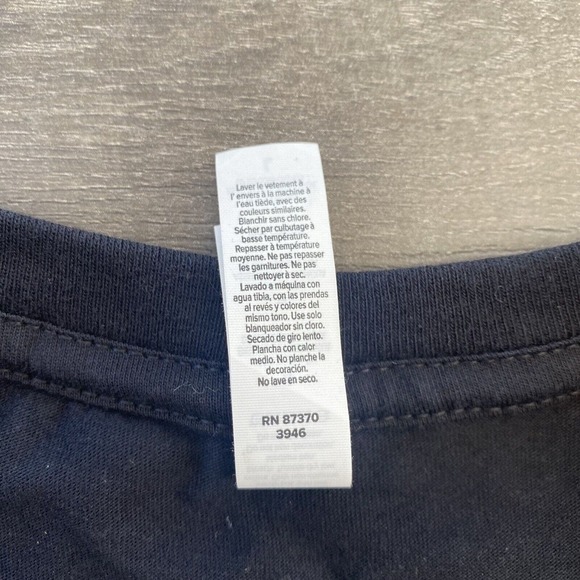 Laver le vetement à
l' envers à la machine à
l'eau tiède, avec des
couleurs similaires.
Blanchir sans chlore.
Sécher par culbutage à
basse température.
Repasser à température
moyenne. Ne pas repasser
les garnitures. Ne pas
nettoyer à sec.
Lavado a máquina con
agua tibia, con las prendas
al revés y colores del
mismo tono. Use solo
blanqueador sin cloro.
Secado de giro lento.
Plancha con calor
medio. No planche la
decoración.
No lave en seco.
RN 87370
3946